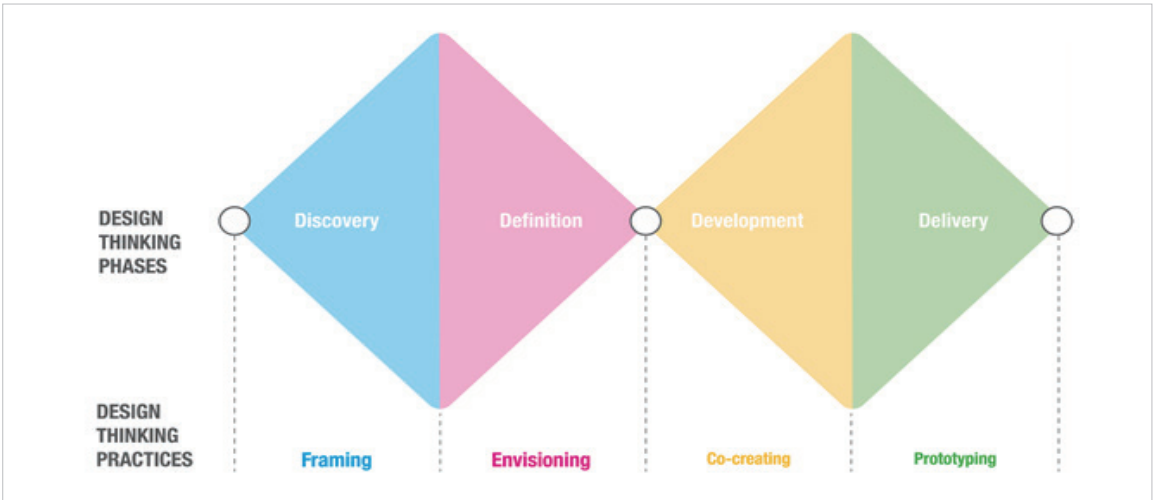 DESIGN
THINKING
PHASES
Discovery
Definition
Development
Delivery
DESIGN
THINKING
PRACTICES
Framing
Envisioning
Co-creating
Prototyping